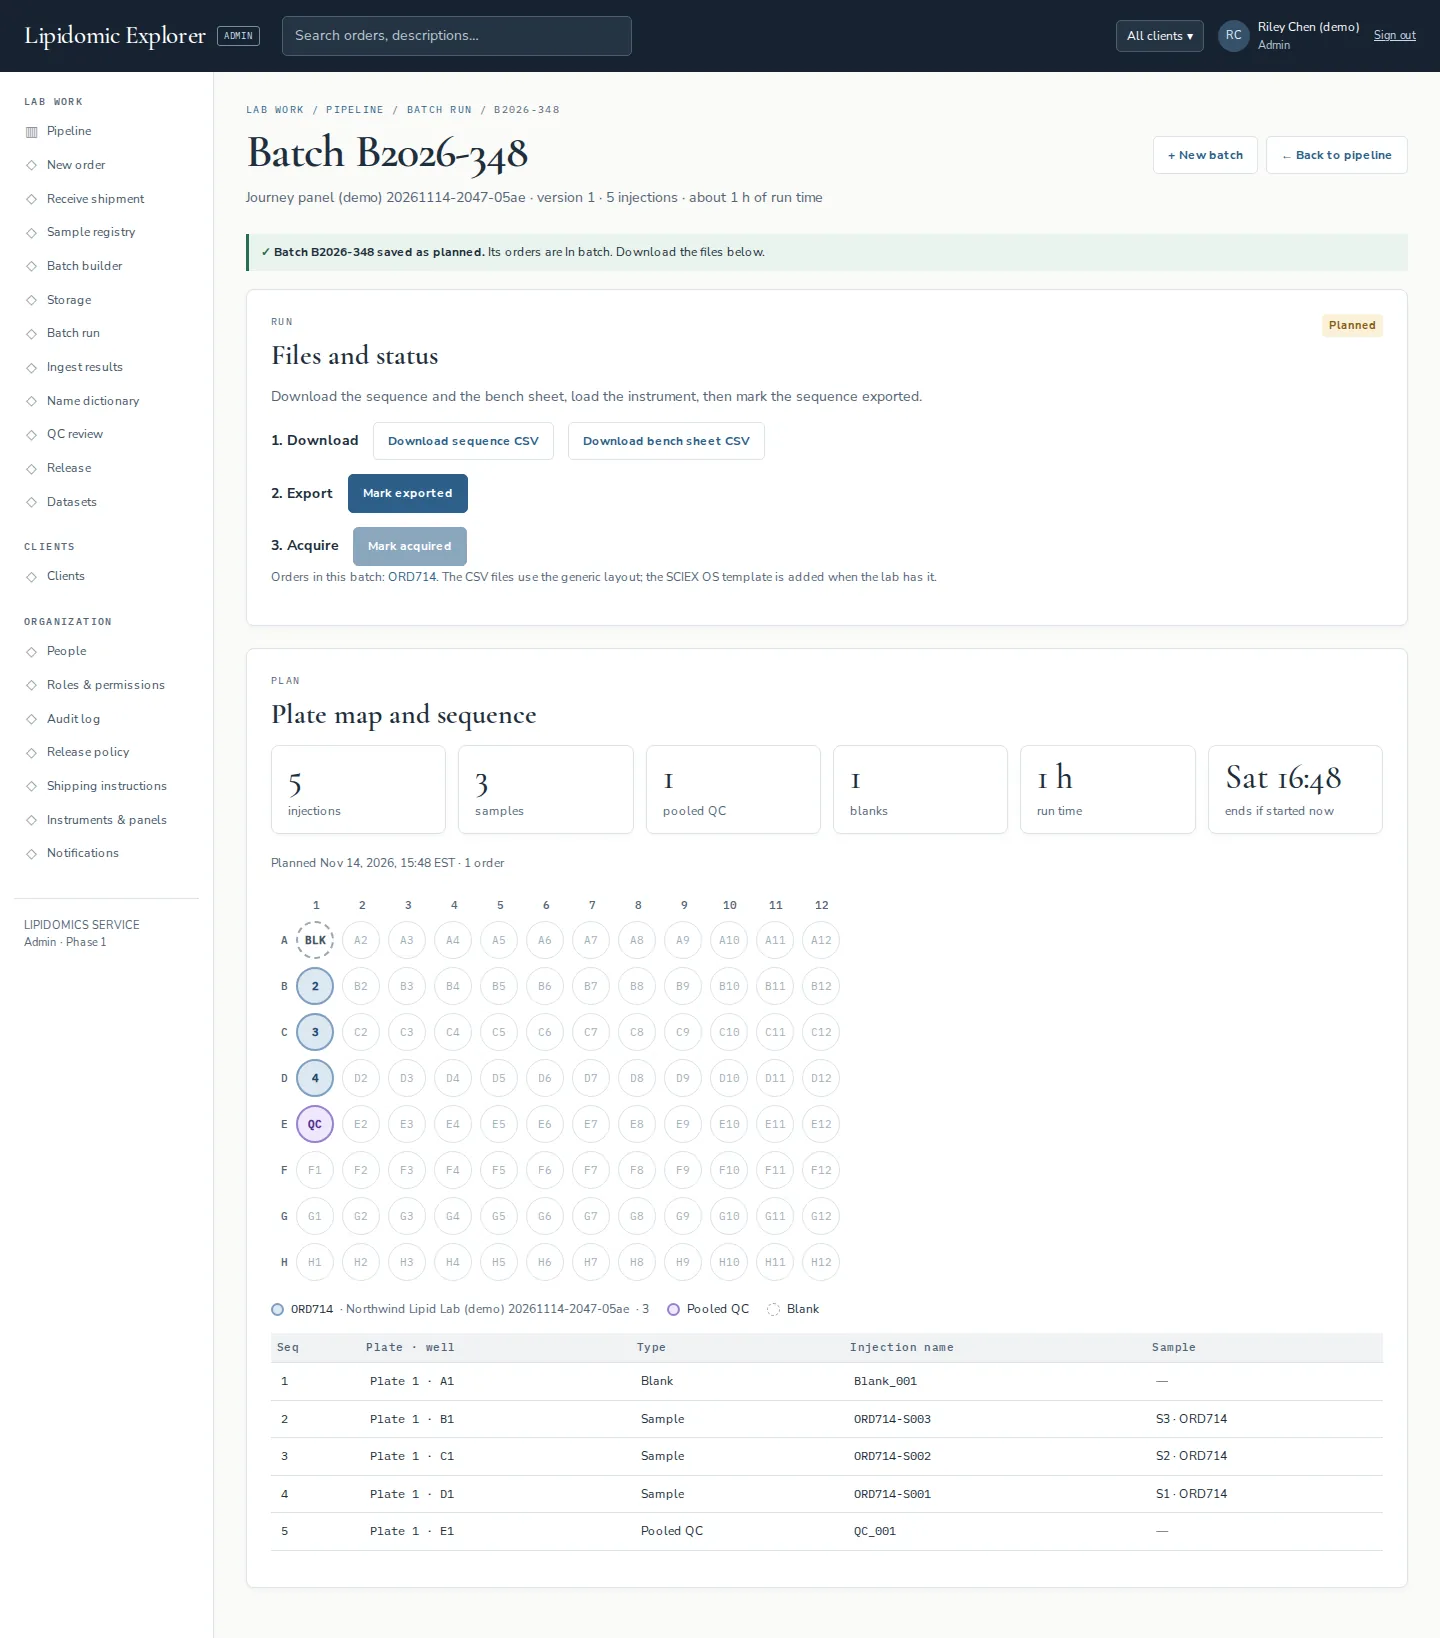 Lipidomic Explorer ADMIN Search orders, descriptions... All clients ▾ RC Riley Chen (demo) Admin Sign out
LAB WORK
Pipeline
New order
Receive shipment
Sample registry
Batch builder
Storage
Batch run
Ingest results
Name dictionary
QC review
Release
Datasets
CLIENTS
Clients
ORGANIZATION
People
Roles & permissions
Audit log
Release policy
Shipping instructions
Instruments & panels
Notifications
LIPIDOMICS SERVICE
Admin · Phase 1
LAB WORK / PIPELINE / BATCH RUN / B2026-348
Batch B2026-348
+ New batch ← Back to pipeline
Journey panel (demo) 20261114-2047-05ae · version 1 · 5 injections · about 1 h of run time
✓ Batch B2026-348 saved as planned. Its orders are In batch. Download the files below.
RUN
Planned
Files and status
Download the sequence and the bench sheet, load the instrument, then mark the sequence exported.
1. Download Download sequence CSV Download bench sheet CSV
2. Export Mark exported
3. Acquire Mark acquired
Orders in this batch: ORD714. The CSV files use the generic layout; the SCIEX OS template is added when the lab has it.
PLAN
Plate map and sequence
5 injections
3 samples
1 pooled QC
1 blanks
1 h run time
Sat 16:48 ends if started now
Planned Nov 14, 2026, 15:48 EST · 1 order
1 2 3 4 5 6 7 8 9 10 11 12
A BLK A2 A3 A4 A5 A6 A7 A8 A9 A10 A11 A12
B 2 B2 B3 B4 B5 B6 B7 B8 B9 B10 B11 B12
C 3 C2 C3 C4 C5 C6 C7 C8 C9 C10 C11 C12
D 4 D2 D3 D4 D5 D6 D7 D8 D9 D10 D11 D12
E QC E2 E3 E4 E5 E6 E7 E8 E9 E10 E11 E12
F F1 F2 F3 F4 F5 F6 F7 F8 F9 F10 F11 F12
G G1 G2 G3 G4 G5 G6 G7 G8 G9 G10 G11 G12
H H1 H2 H3 H4 H5 H6 H7 H8 H9 H10 H11 H12
ORD714 · Northwind Lipid Lab (demo) 20261114-2047-05ae · 3 Pooled QC Blank
Seq Plate · well Type Injection name Sample
1 Plate 1 · A1 Blank Blank_001 —
2 Plate 1 · B1 Sample ORD714-S003 S3 · ORD714
3 Plate 1 · C1 Sample ORD714-S002 S2 · ORD714
4 Plate 1 · D1 Sample ORD714-S001 S1 · ORD714
5 Plate 1 · E1 Pooled QC QC_001 —